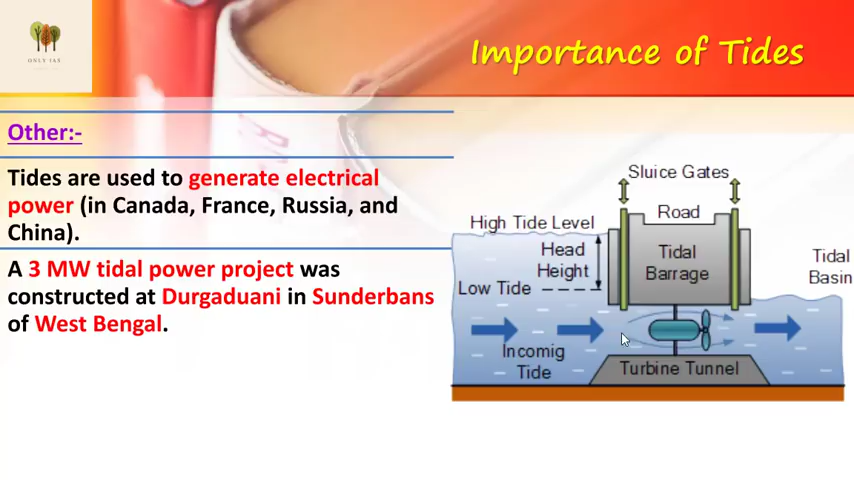 ONLY IAS
Importance of Tides
Other:-
Tides are used to generate electrical
power (in Canada, France, Russia, and
China).
A 3 MW tidal power project was
constructed at Durgaduani in Sunderbans
of West Bengal.
Sluice Gates
High Tide Level
Road
Head
Height
Tidal
Barrage
Tidal
Basin
Low Tide
Incomig
Tide
Turbine Tunnel